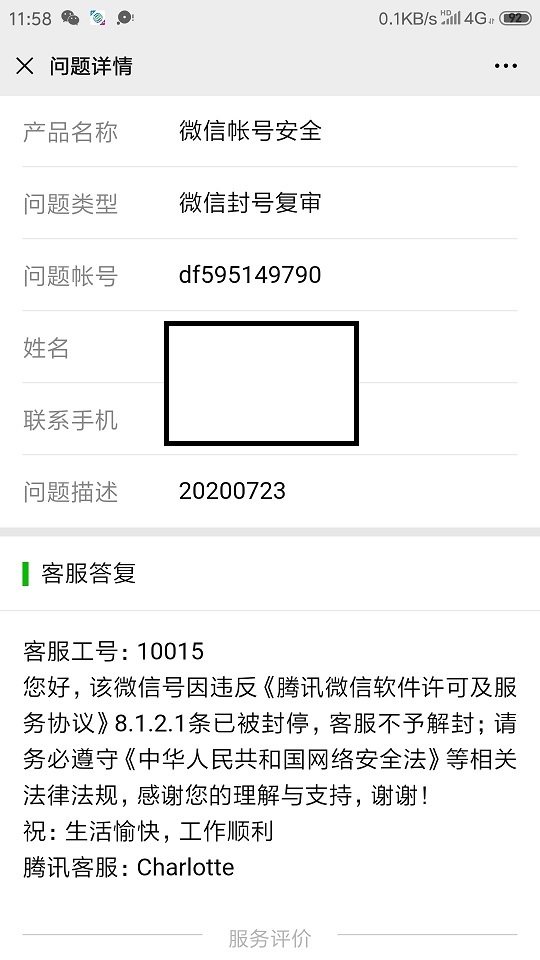 11:58
0.1KB/s HD 4G 92
问题详情
产品名称 微信帐号安全
问题类型 微信封号复审
问题帐号 df595149790
姓名
联系手机
问题描述 20200723
客服答复
客服工号：10015
您好，该微信号因违反《腾讯微信软件许可及服
务协议》8.1.2.1条已被封停，客服不予解封；请
务必遵守《中华人民共和国网络安全法》等相关
法律法规，感谢您的理解与支持，谢谢！
祝：生活愉快，工作顺利
腾讯客服：Charlotte
服务评价